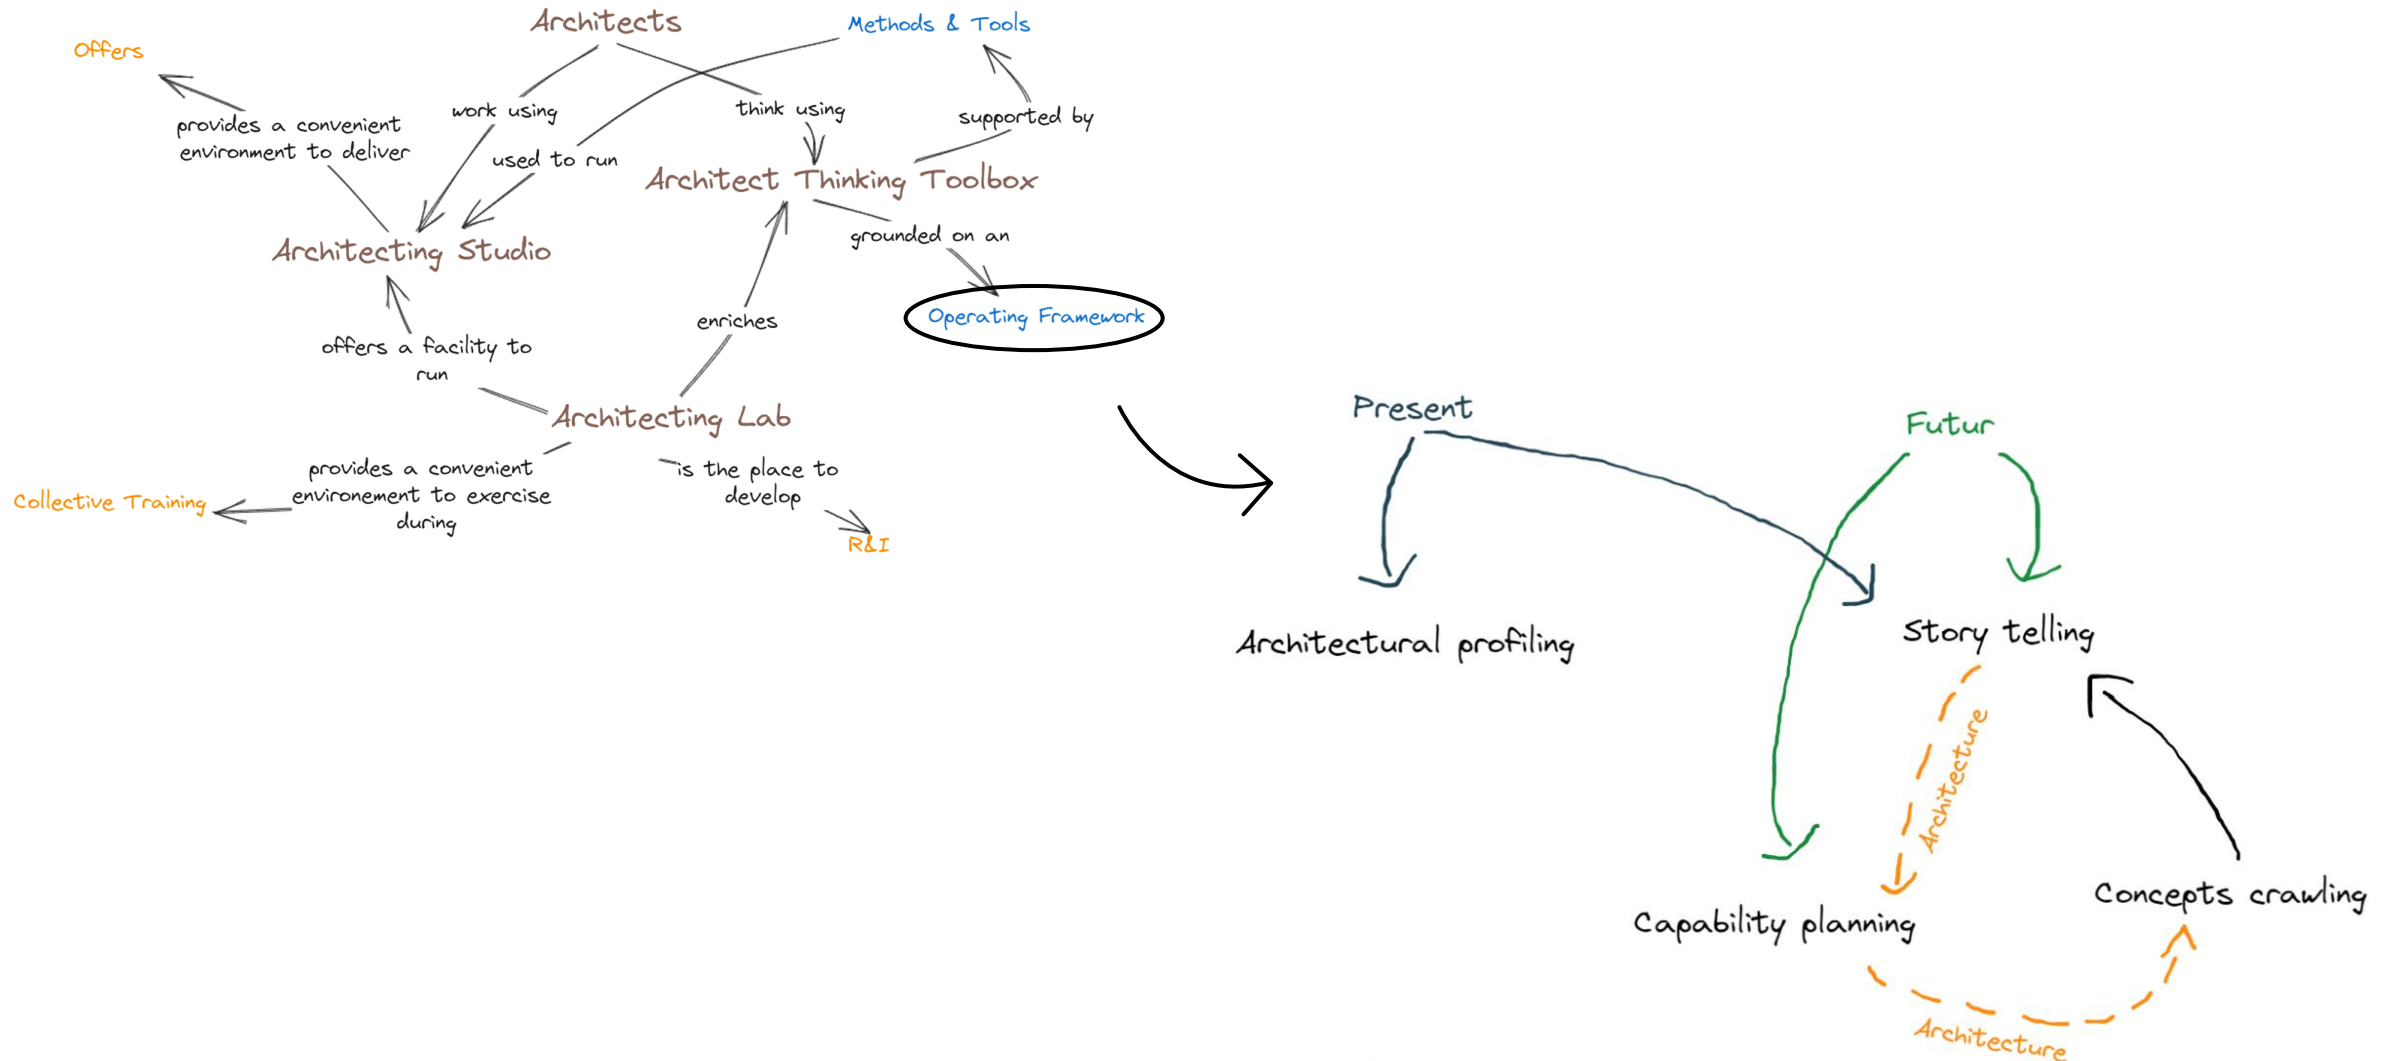 Architects
Methods & Tools
Offers
work using
think using
supported by
provides a convenient
environment to deliver
used to run
Architect Thinking Toolbox
Architecting Studio
grounded on an
Operating Framework
enriches
offers a facility to
run
Architecting Lab
provides a convenient
environement to exercise
during
is the place to
develop
Collective Training
R&I
Present
Futur
Architectural profiling
Story telling
Architecture
Capability planning
Concepts crawling
Architecture